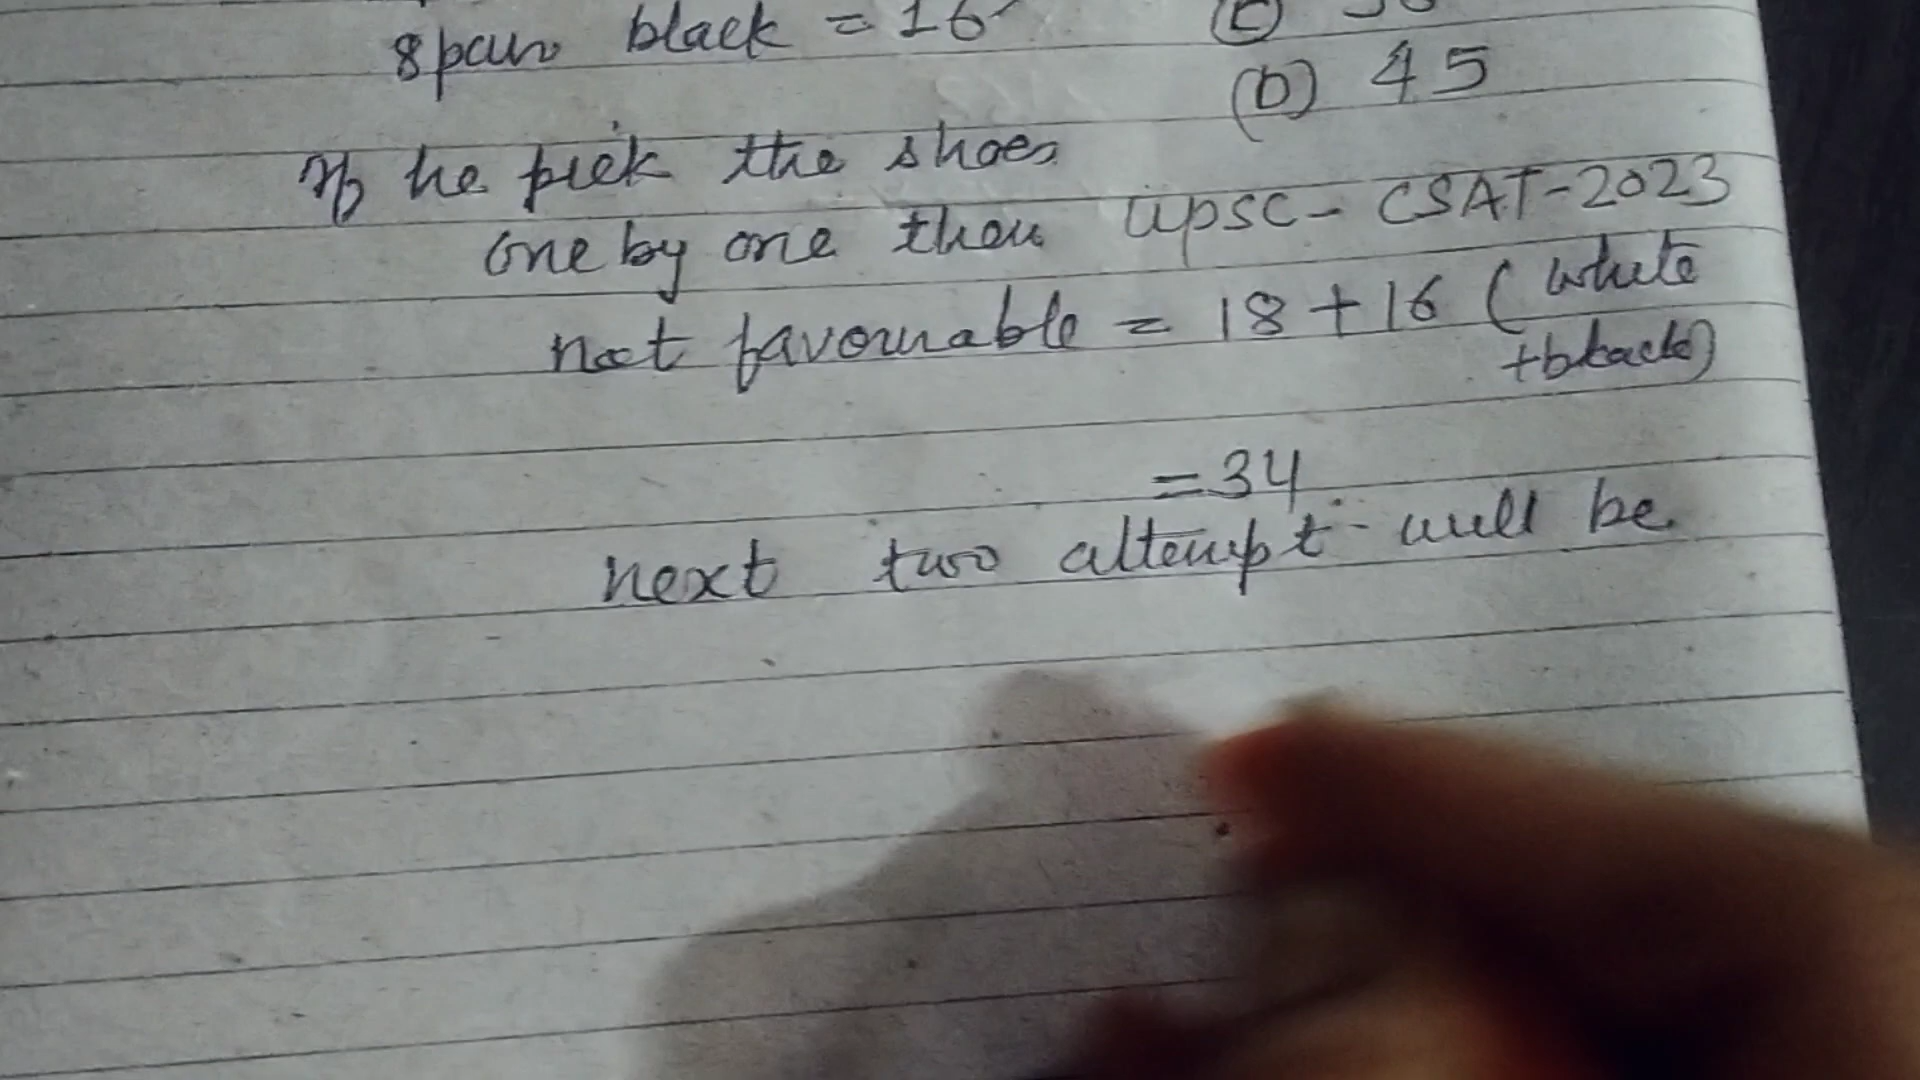 8 pair black = 16
(C)
(D) 45
If he pick the shoes
one by one then UPSC - CSAT-2023
not favourable = 18 + 16 ( white
+ black)
= 34
next two attempt will be